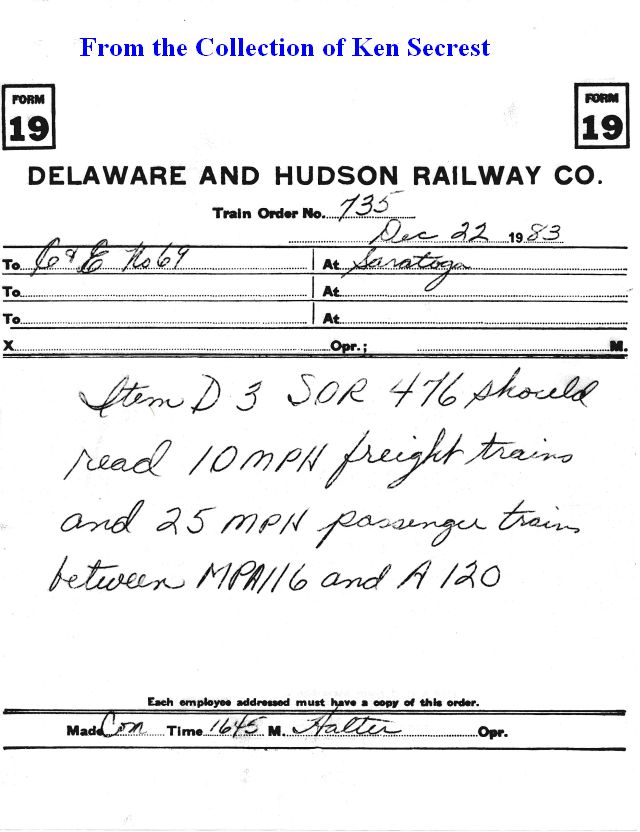 From the Collection of Ken Secrest
FORM 19 FORM 19
DELAWARE AND HUDSON RAILWAY CO.
Train Order No. 735
Dec 22 1983
To C & E No 69 At Saratoga
To At
To At
X Opr.; M.
Item D 3 SOR 476 should
read 10 MPH freight trains
and 25 MPH passenger trains
between MPA116 and A 120
Each employee addressed must have a copy of this order.
Made Com Time 1645 M. Halter Opr.